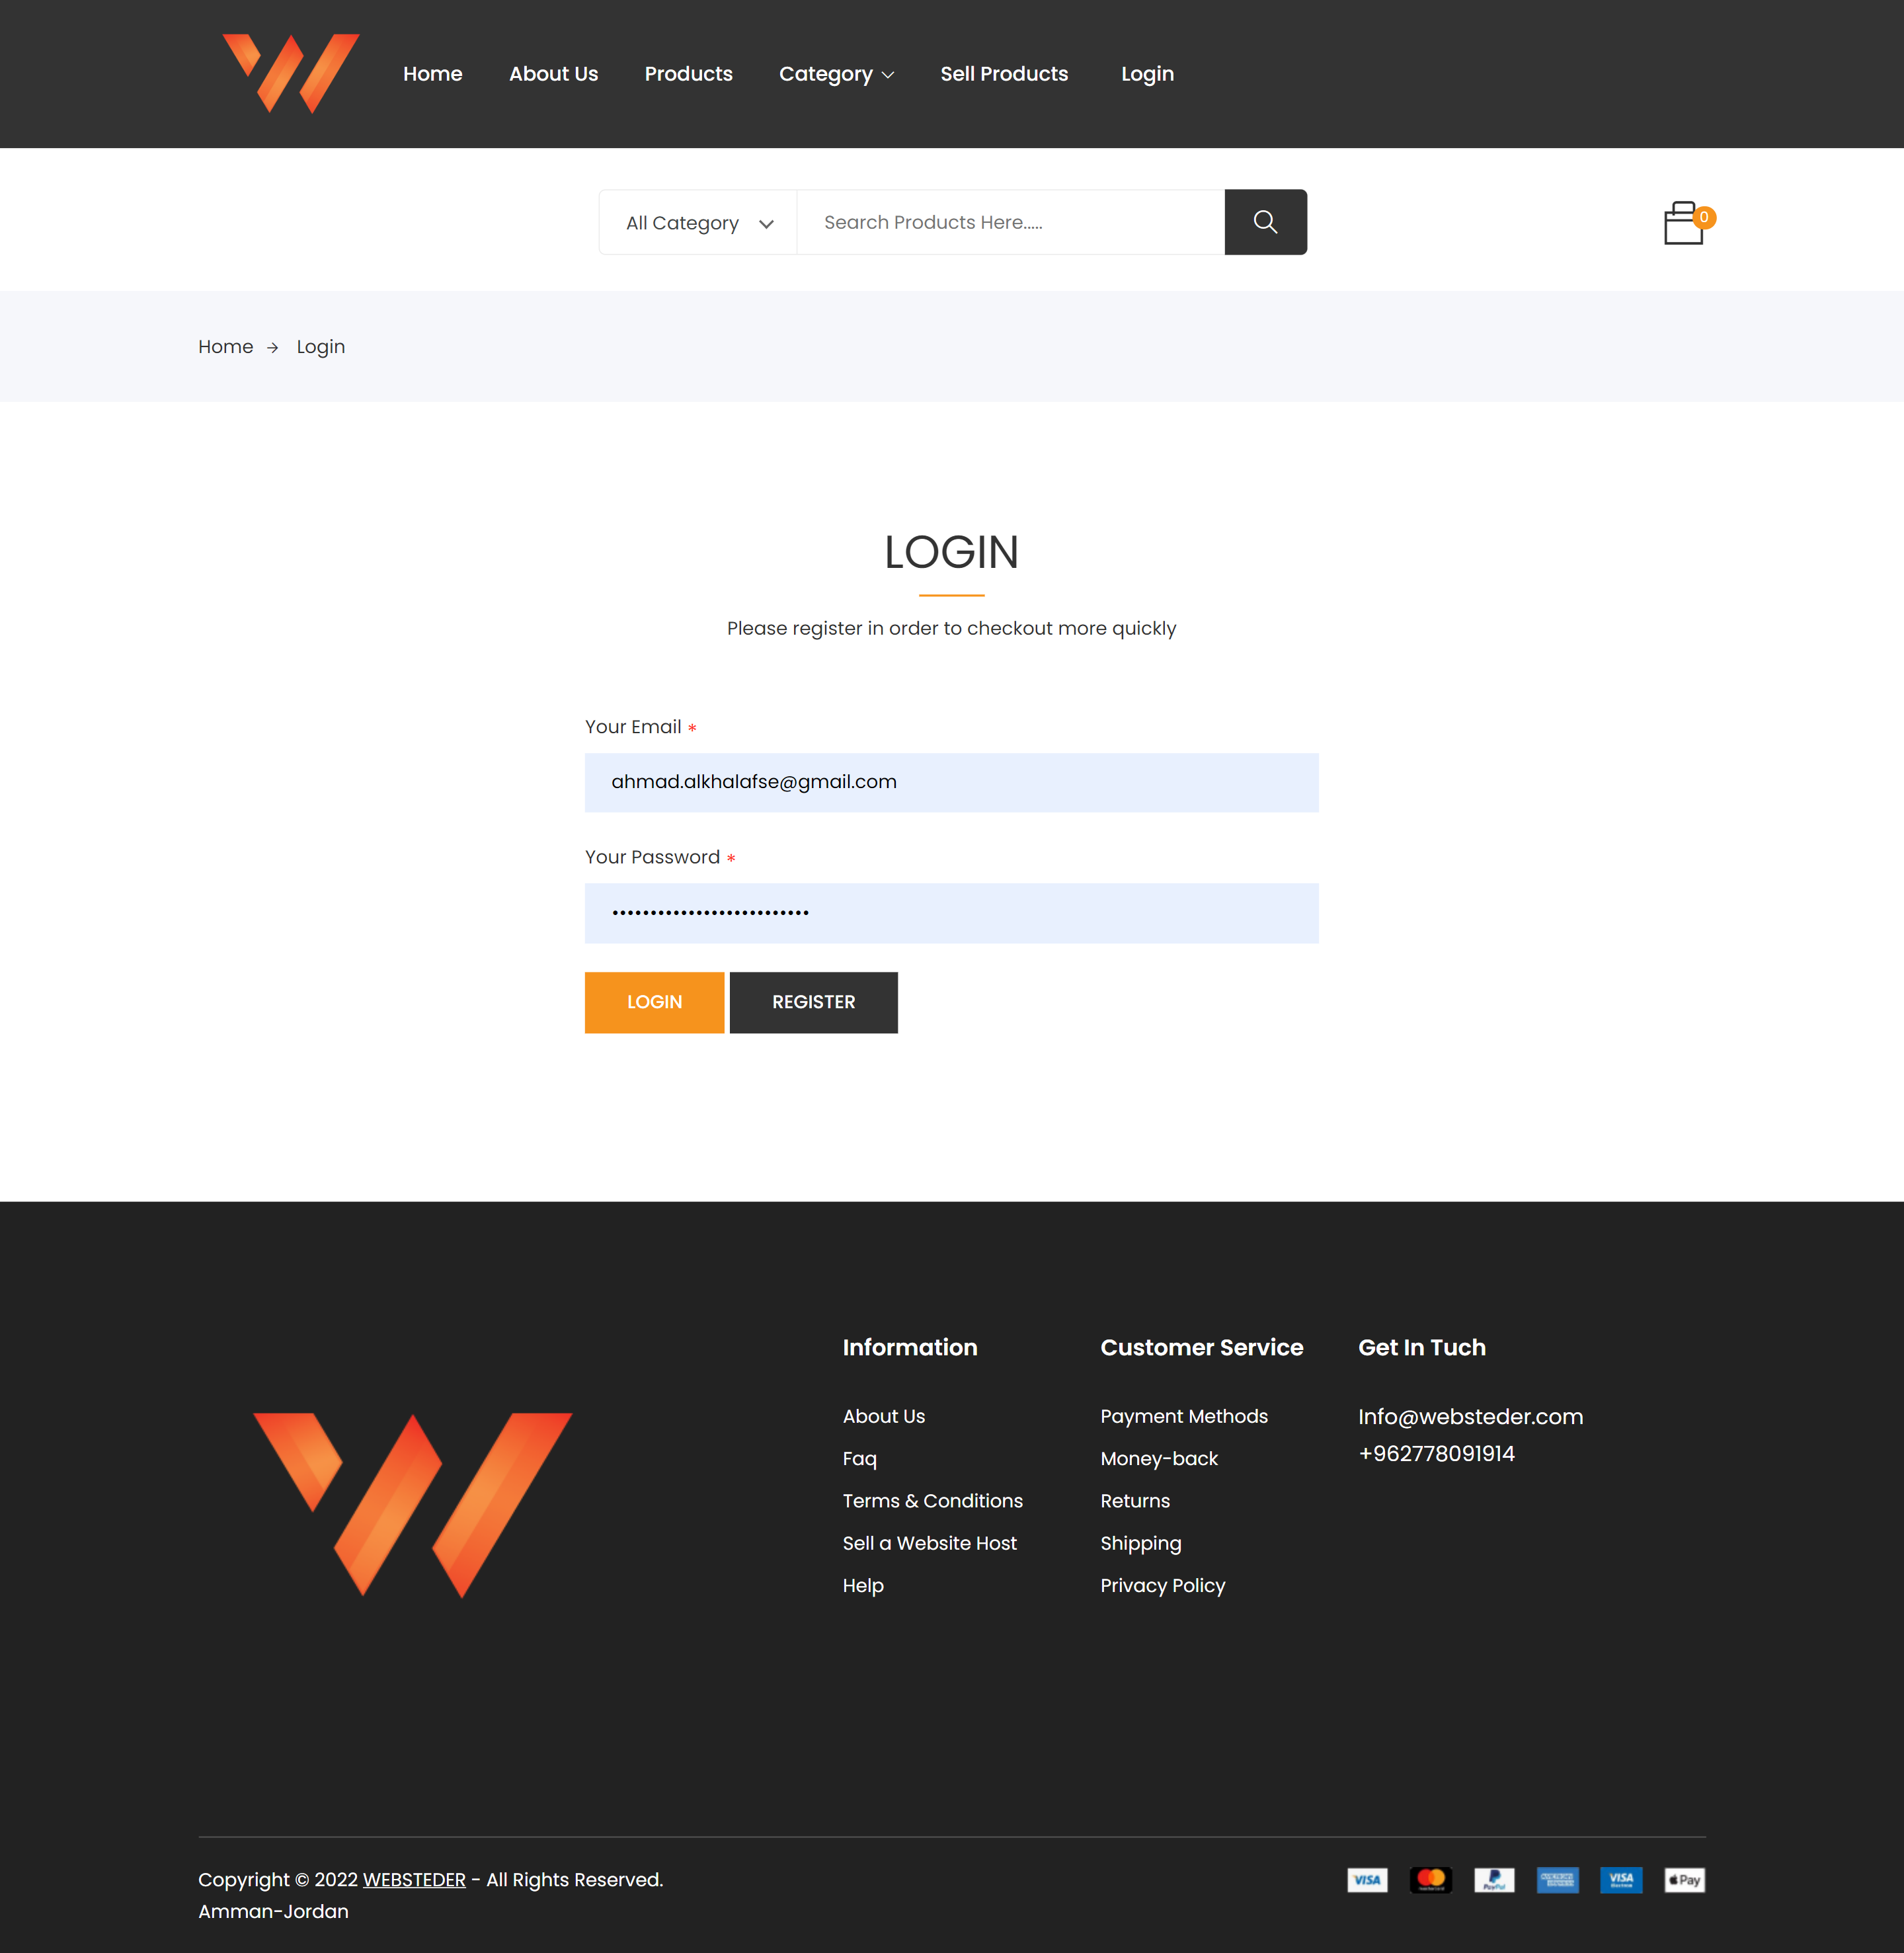 Home About Us Products Category Sell Products Login
All Category Search Products Here.....
0
Home → Login
LOGIN
Please register in order to checkout more quickly
Your Email *
ahmad.alkhalafse@gmail.com
Your Password *
••••••••••••••••••••••••••
LOGIN REGISTER
Information
About Us
Faq
Terms & Conditions
Sell a Website Host
Help
Customer Service
Payment Methods
Money-back
Returns
Shipping
Privacy Policy
Get In Tuch
Info@websteder.com
+962778091914
Copyright © 2022 WEBSTEDER - All Rights Reserved.
Amman-Jordan
VISA PayPal AMERICAN EXPRESS VISA Pay